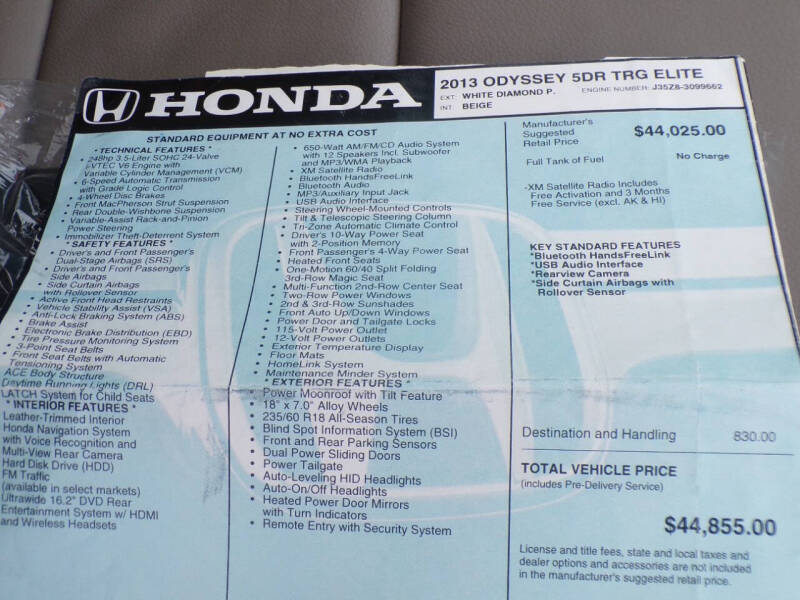 HONDA
2013 ODYSSEY 5DR TRG ELITE
EXT: WHITE DIAMOND P. ENGINE NUMBER: J35Z8-3099662
INT: BEIGE
STANDARD EQUIPMENT AT NO EXTRA COST
* TECHNICAL FEATURES *
• 248hp 3.5-Liter SOHC 24-Valve
i-VTEC V6 Engine with
Variable Cylinder Management (VCM)
• 6-Speed Automatic Transmission
with Grade Logic Control
• 4-Wheel Disc Brakes
• Front MacPherson Strut Suspension
• Rear Double-Wishbone Suspension
• Variable-Assist Rack-and-Pinion
Power Steering
• Immobilizer Theft-Deterrent System
* SAFETY FEATURES *
• Driver's and Front Passenger's
Dual-Stage Airbags (SRS)
• Driver's and Front Passenger's
Side Airbags
• Side Curtain Airbags
with Rollover Sensor
• Active Front Head Restraints
• Vehicle Stability Assist (VSA)
• Anti-Lock Braking System (ABS)
• Brake Assist
• Electronic Brake Distribution (EBD)
• Tire Pressure Monitoring System
• 3-Point Seat Belts
• Front Seat Belts with Automatic
Tensioning System
ACE Body Structure
Daytime Running Lights (DRL)
LATCH System for Child Seats
* INTERIOR FEATURES *
Leather-Trimmed Interior
Honda Navigation System
with Voice Recognition and
Multi-View Rear Camera
Hard Disk Drive (HDD)
FM Traffic
(available in select markets)
Ultrawide 16.2" DVD Rear
Entertainment System w/ HDMI
and Wireless Headsets
• 650-Watt AM/FM/CD Audio System
with 12 Speakers Incl. Subwoofer
and MP3/WMA Playback
• XM Satellite Radio
• Bluetooth HandsFreeLink
• Bluetooth Audio
• MP3/Auxiliary Input Jack
• USB Audio Interface
• Steering Wheel-Mounted Controls
• Tilt & Telescopic Steering Column
• Tri-Zone Automatic Climate Control
• Driver's 10-Way Power Seat
with 2-Position Memory
• Front Passenger's 4-Way Power Seat
• Heated Front Seats
• One-Motion 60/40 Split Folding
3rd-Row Magic Seat
• Multi-Function 2nd-Row Center Seat
• Two-Row Power Windows
• 2nd & 3rd-Row Sunshades
• Front Auto Up/Down Windows
• Power Door and Tailgate Locks
• 115-Volt Power Outlet
• 12-Volt Power Outlets
• Exterior Temperature Display
• Floor Mats
• HomeLink System
• Maintenance Minder System
* EXTERIOR FEATURES *
• Power Moonroof with Tilt Feature
• 18" x 7.0" Alloy Wheels
• 235/60 R18 All-Season Tires
• Blind Spot Information System (BSI)
• Front and Rear Parking Sensors
• Dual Power Sliding Doors
• Power Tailgate
• Auto-Leveling HID Headlights
• Auto-On/Off Headlights
• Heated Power Door Mirrors
with Turn Indicators
• Remote Entry with Security System
Manufacturer's
Suggested
Retail Price $44,025.00
Full Tank of Fuel No Charge
-XM Satellite Radio Includes
Free Activation and 3 Months
Free Service (excl. AK & HI)
KEY STANDARD FEATURES
*Bluetooth HandsFreeLink
*USB Audio Interface
*Rearview Camera
*Side Curtain Airbags with
Rollover Sensor
Destination and Handling 830.00
TOTAL VEHICLE PRICE
(includes Pre-Delivery Service)
$44,855.00
License and title fees, state and local taxes and
dealer options and accessories are not included
in the manufacturer's suggested retail price.